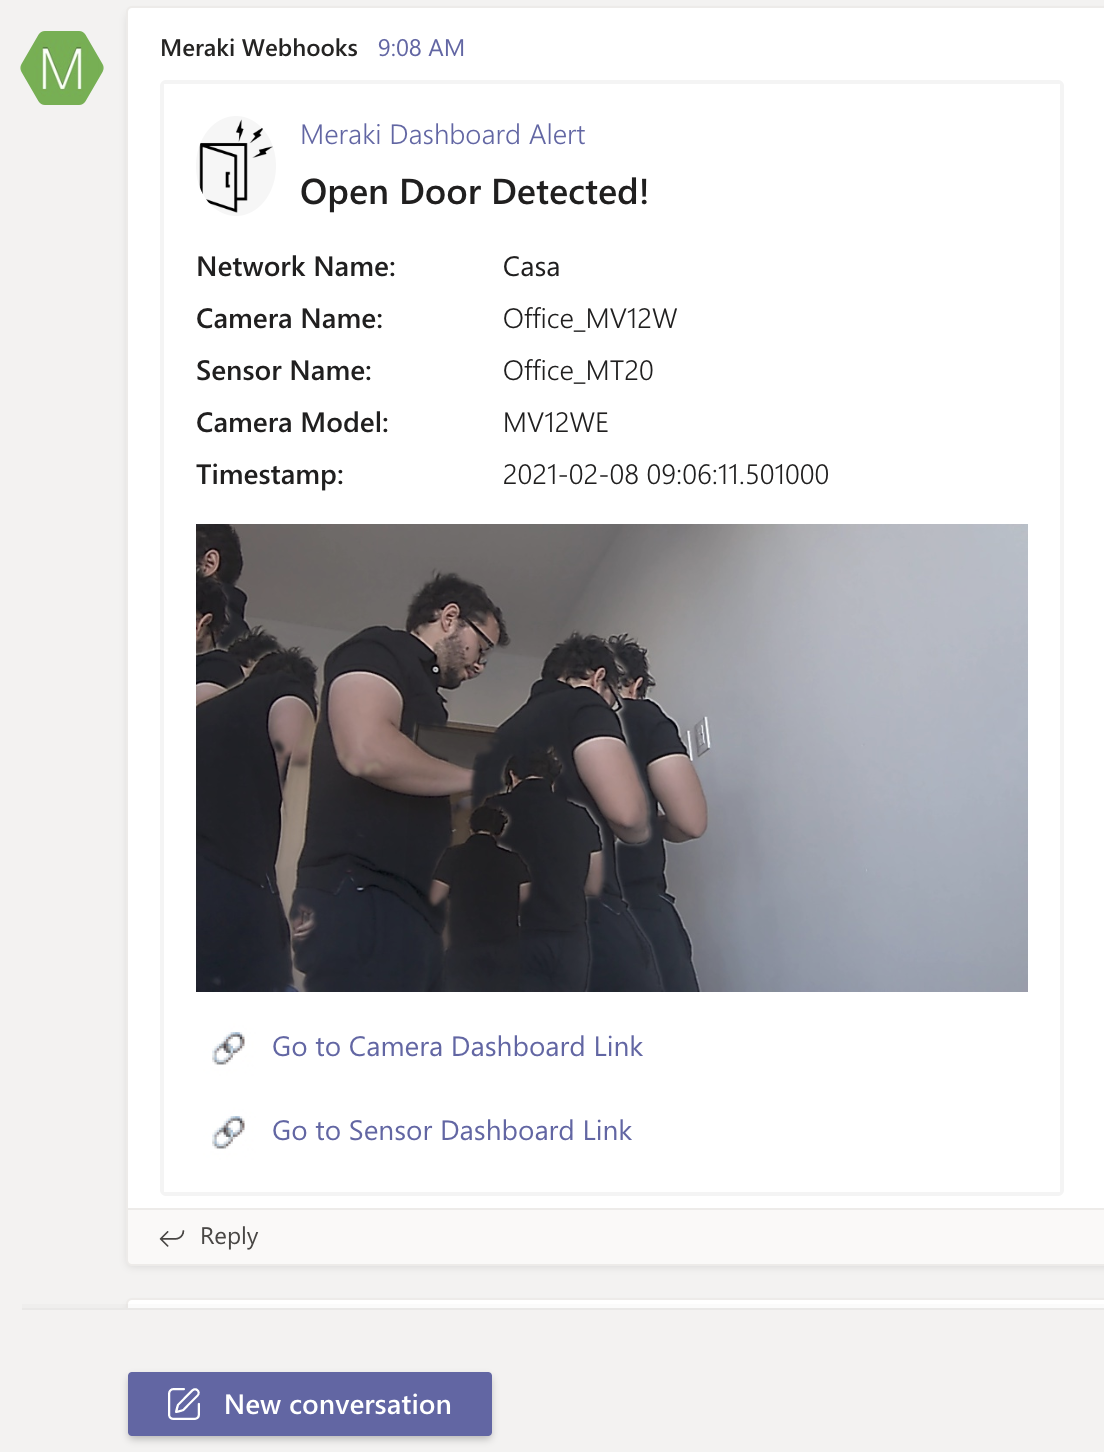 M
Meraki Webhooks 9:08 AM
Meraki Dashboard Alert
Open Door Detected!
Network Name: Casa
Camera Name: Office_MV12W
Sensor Name: Office_MT20
Camera Model: MV12WE
Timestamp: 2021-02-08 09:06:11.501000
Go to Camera Dashboard Link
Go to Sensor Dashboard Link
Reply
New conversation